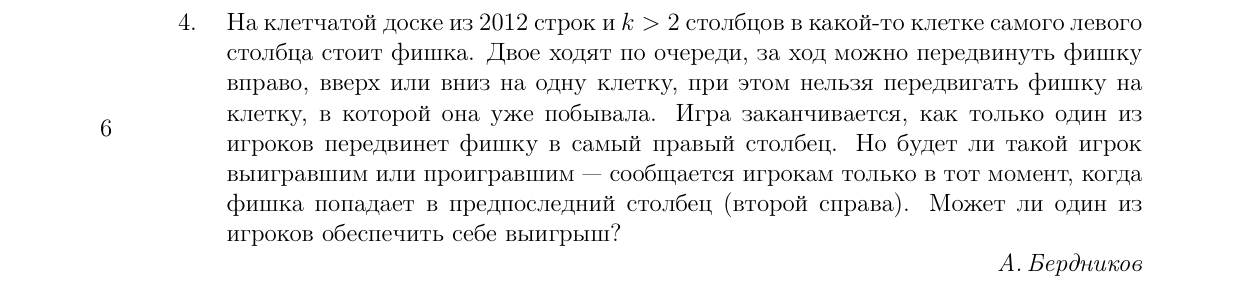 4. На клетчатой доске из 2012 строк и k > 2 столбцов в какой-то клетке самого левого
столбца стоит фишка. Двое ходят по очереди, за ход можно передвинуть фишку
вправо, вверх или вниз на одну клетку, при этом нельзя передвигать фишку на
клетку, в которой она уже побывала. Игра заканчивается, как только один из
6
игроков передвинет фишку в самый правый столбец. Но будет ли такой игрок
выигравшим или проигравшим — сообщается игрокам только в тот момент, когда
фишка попадает в предпоследний столбец (второй справа). Может ли один из
игроков обеспечить себе выигрыш?
А. Бердников